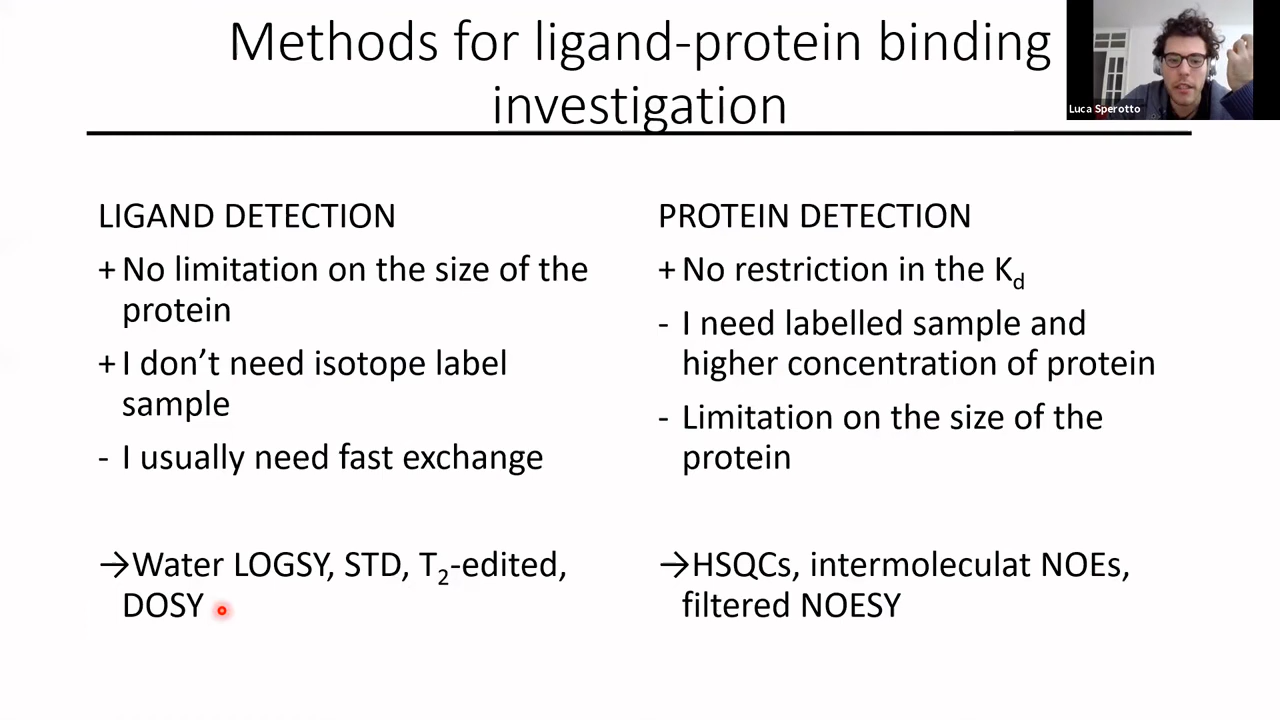 Methods for ligand-protein binding
investigation
Luca Sperotto
LIGAND DETECTION
+ No limitation on the size of the
protein
+ I don't need isotope label
sample
- I usually need fast exchange
→Water LOGSY, STD, T2-edited,
DOSY
PROTEIN DETECTION
+ No restriction in the Kd
- I need labelled sample and
higher concentration of protein
- Limitation on the size of the
protein
→HSQCs, intermoleculat NOEs,
filtered NOESY